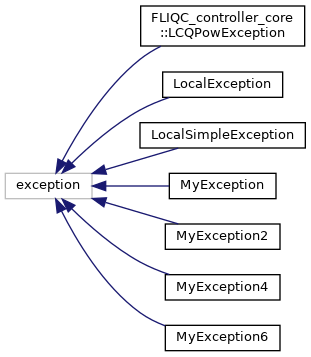 FLIQC_controller_core
::LCQPowException
LocalException
LocalSimpleException
exception
MyException
MyException2
MyException4
MyException6